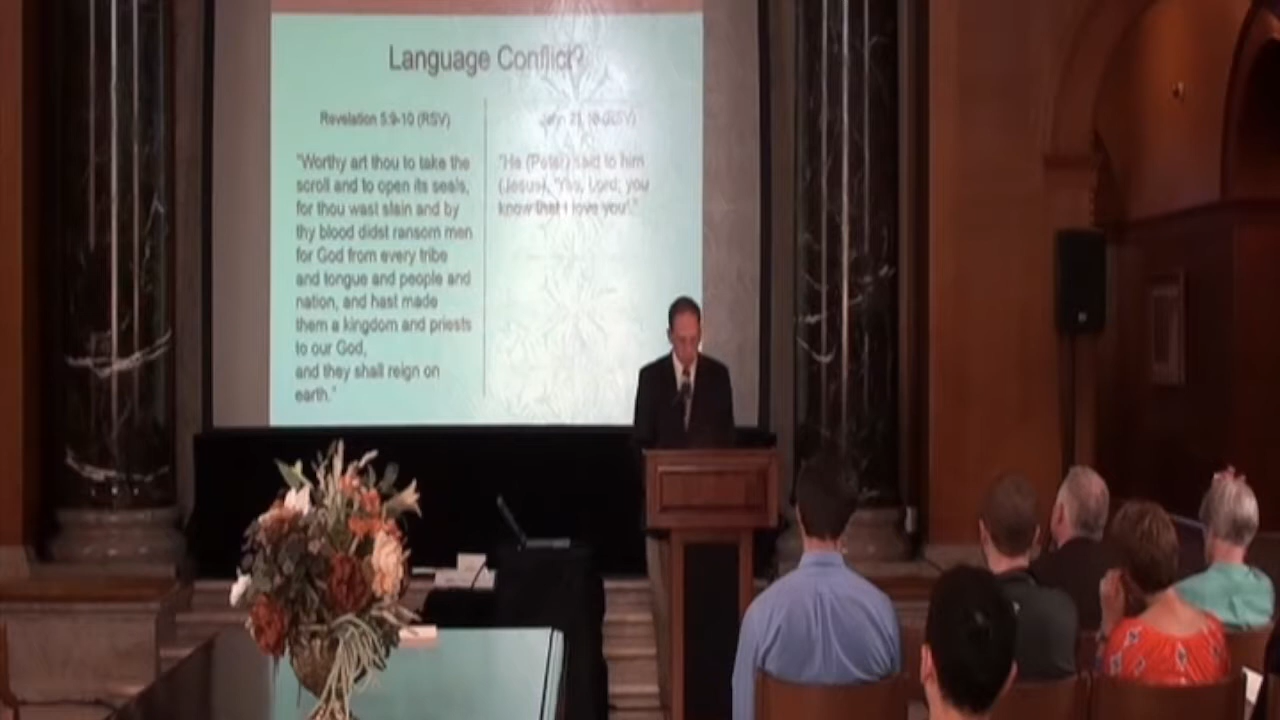 Language Conflict?
Revelation 5:9-10 (RSV)
"Worthy art thou to take the
scroll and to open its seals,
for thou wast slain and by
thy blood didst ransom men
for God from every tribe
and tongue and people and
nation, and hast made
them a kingdom and priests
to our God,
and they shall reign on
earth."
John 21 (RSV)
"He (Peter) said to him
(Jesus), "Yes, Lord; you
know that I love you'."